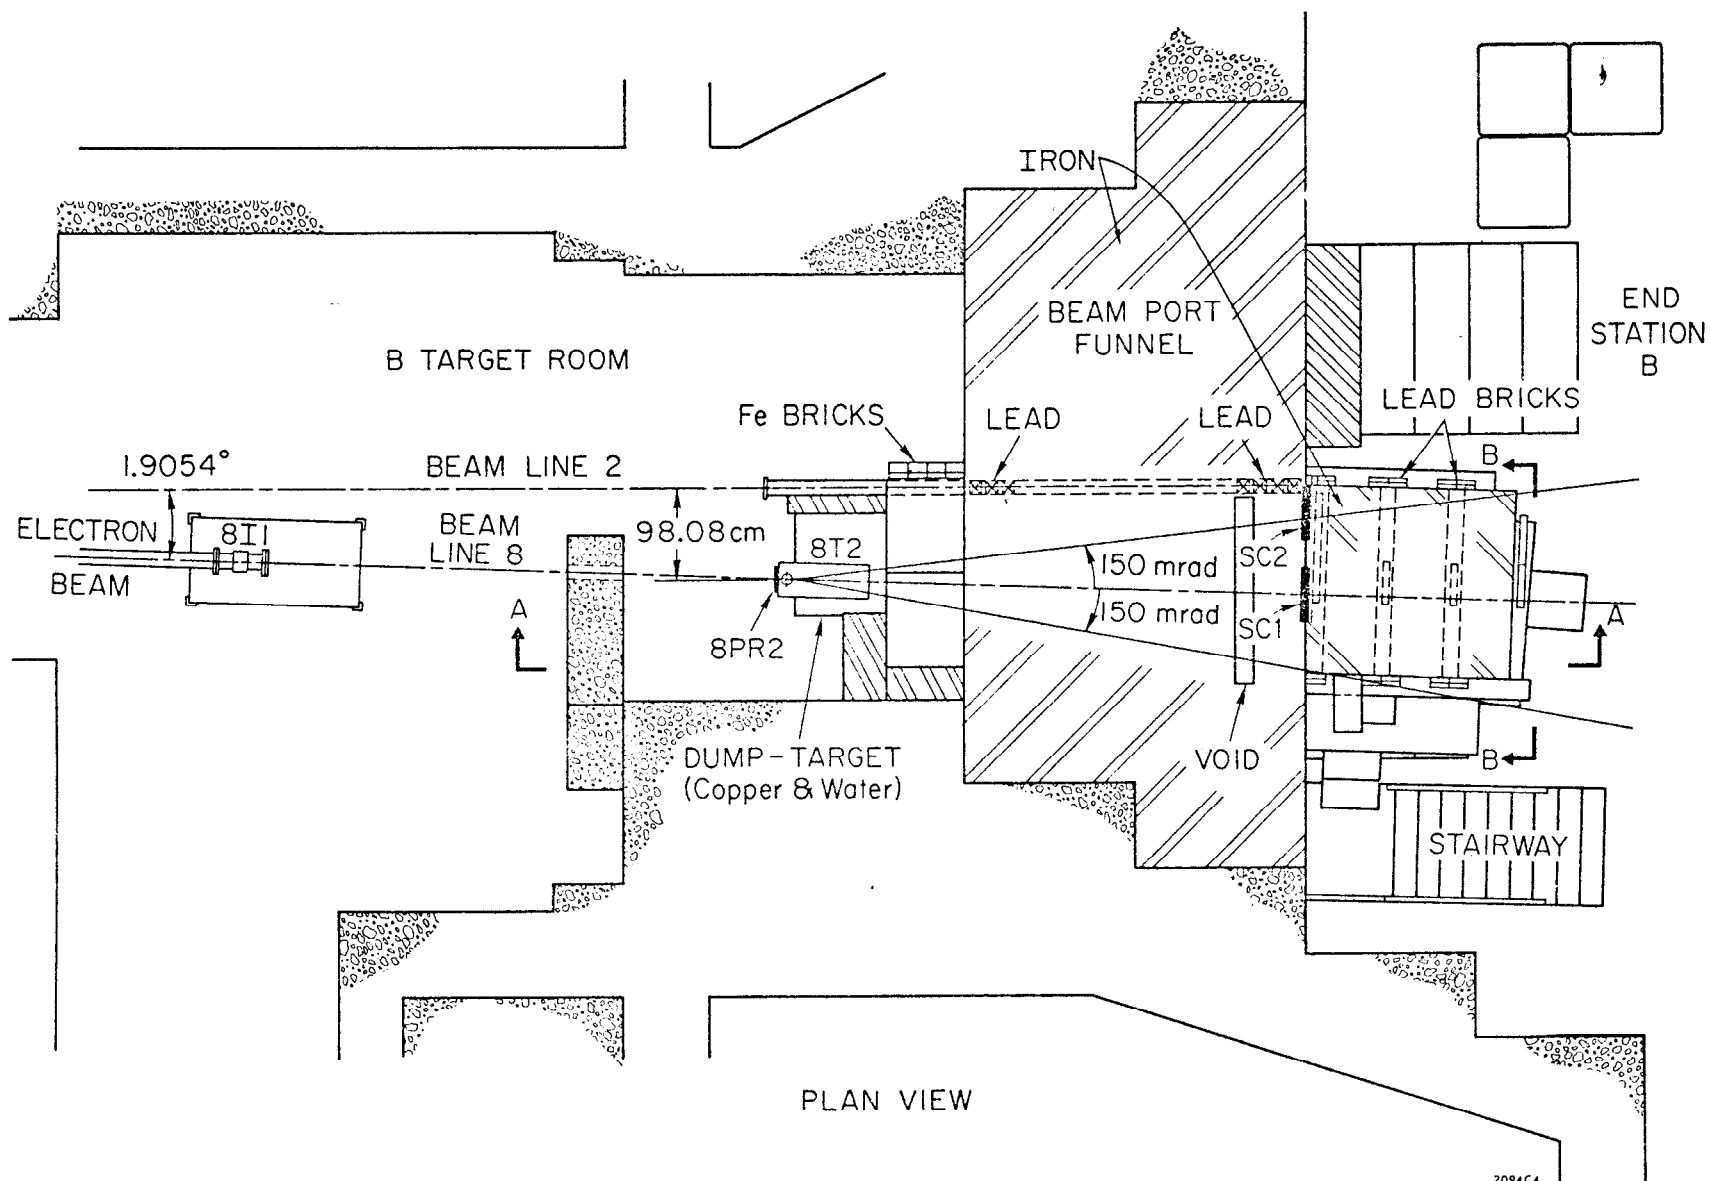 IRON
BEAM PORT
FUNNEL
END
STATION
B
B TARGET ROOM
Fe BRICKS
LEAD
LEAD
LEAD BRICKS
1.9054°
BEAM LINE 2
B
ELECTRON
8I1
BEAM
LINE 8
98.08cm
8T2
SC2
150 mrad
BEAM
A
150 mrad
SC1
A
8PR2
DUMP-TARGET
(Copper & Water)
VOID
B
STAIRWAY
PLAN VIEW